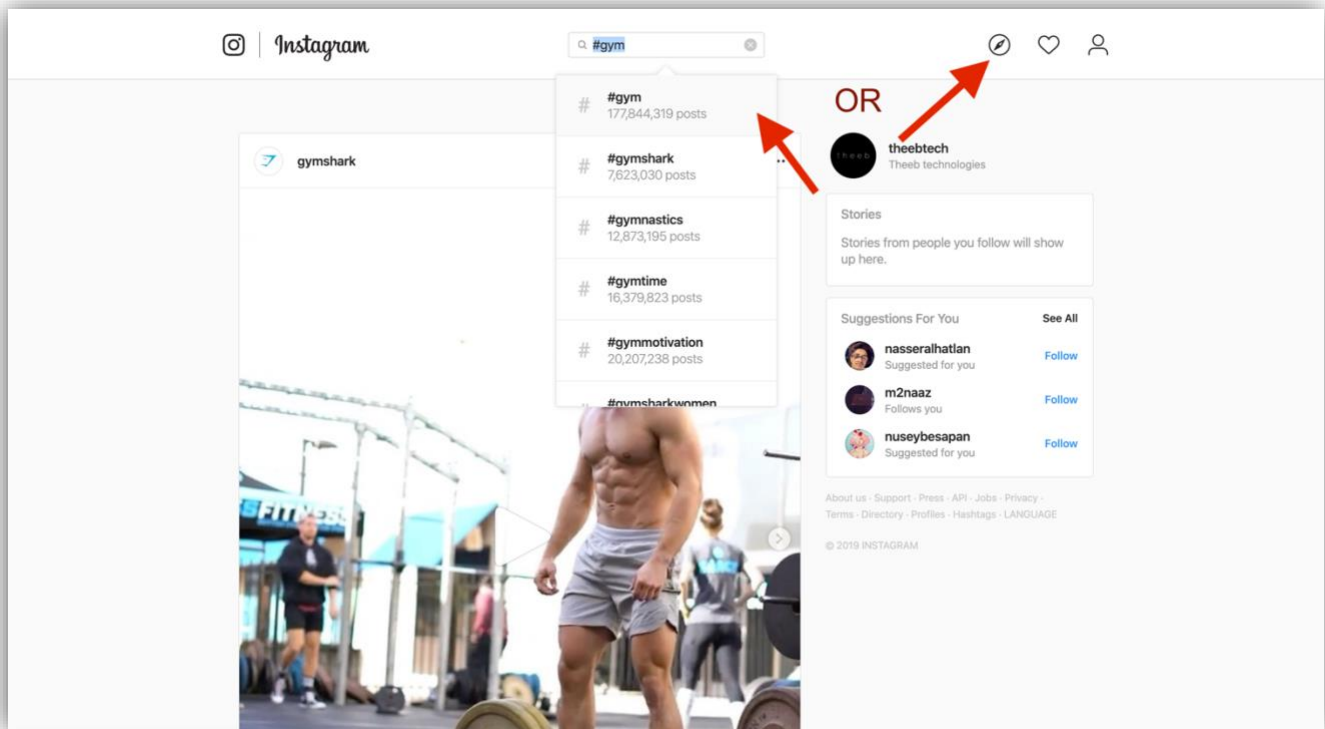 Instagram
#gym
OR
#gym
177,844,319 posts
#gymshark
7,623,030 posts
#gymnastics
12,873,195 posts
#gymtime
16,379,823 posts
#gymmotivation
20,207,238 posts
#gymsharkwomen
gymshark
theeb
theebtech
Theeb technologies
Stories
Stories from people you follow will show
up here.
Suggestions For You See All
nasseralhatlan Follow
Suggested for you
m2naaz Follow
Follows you
nuseybesapan Follow
Suggested for you
About us · Support · Press · API · Jobs · Privacy ·
Terms · Directory · Profiles · Hashtags · LANGUAGE
© 2019 INSTAGRAM